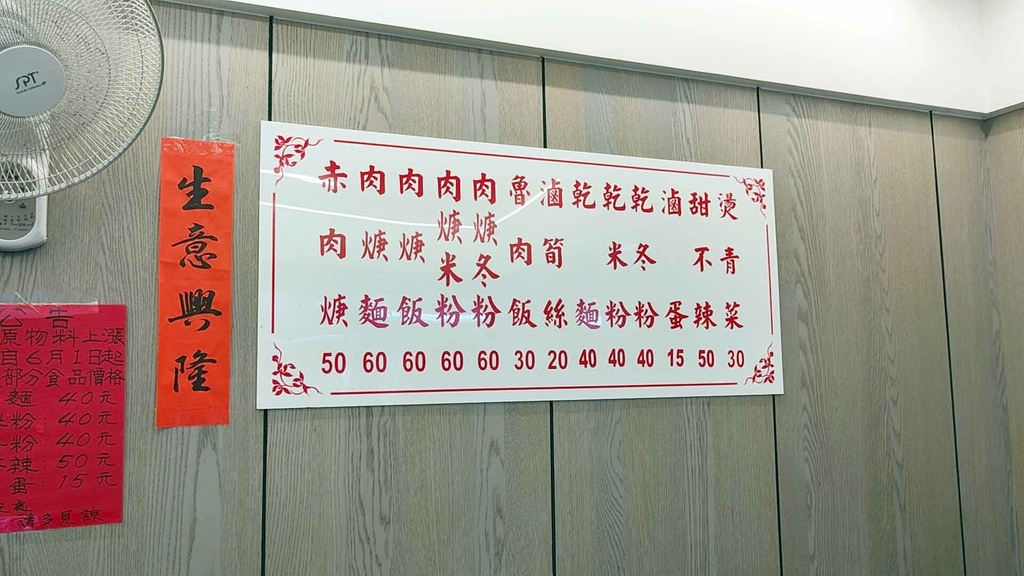 SPT
生意興隆
公告
原物料上漲
自6月1日起
部分食品價格
麵 40元
粉 40元
粉 40元
辣 50元
蛋 15元
請多見諒
赤肉焿 50
肉焿麵 60
肉焿飯 60
肉焿米粉 60
肉焿冬粉 60
魯肉飯 30
滷筍絲 20
乾麵 40
乾米粉 40
乾冬粉 40
滷蛋 15
甜不辣 50
燙青菜 30